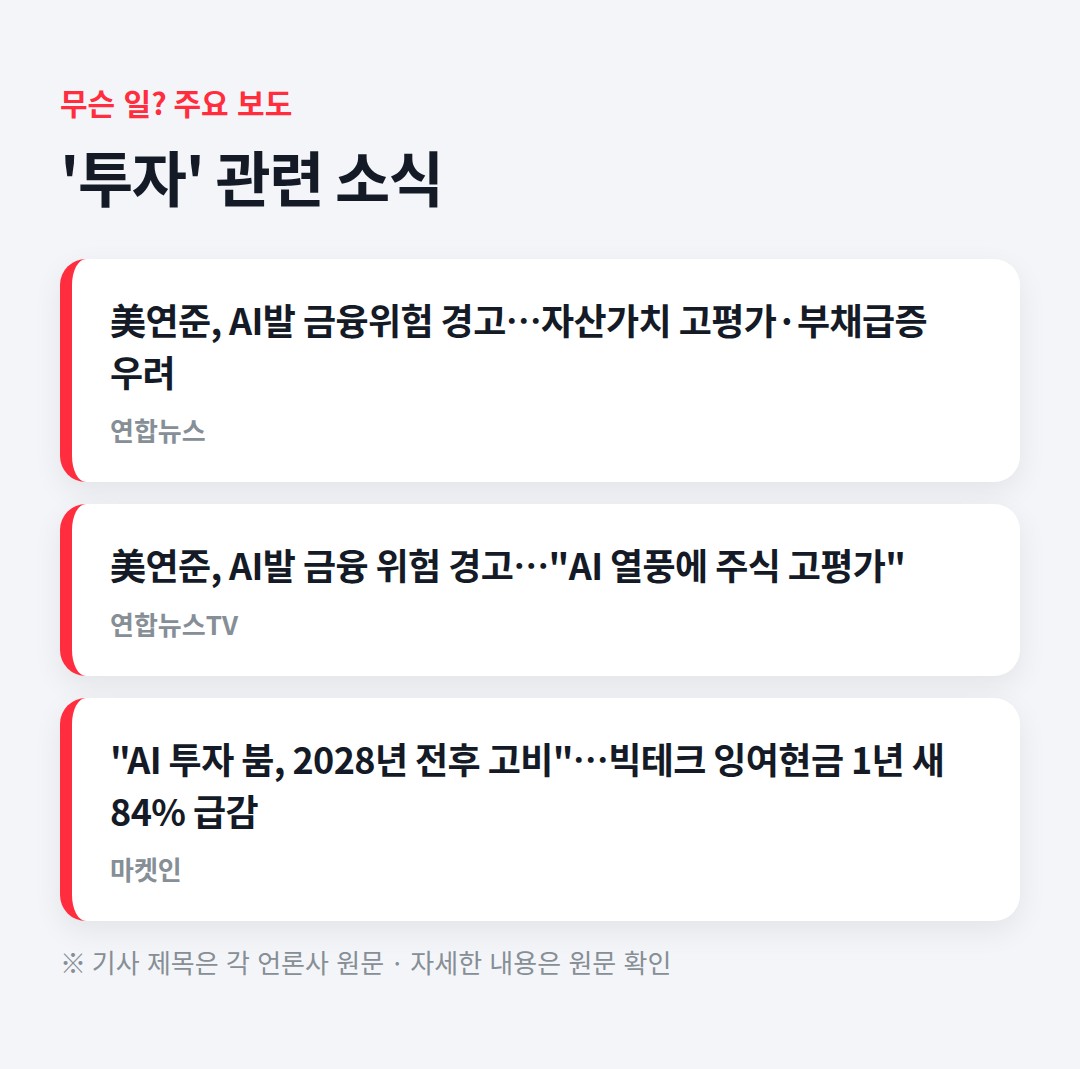 무슨 일? 주요 보도
'투자' 관련 소식
美연준, AI발 금융위험 경고…자산가치 고평가·부채급증
우려
연합뉴스
美연준, AI발 금융 위험 경고…"AI 열풍에 주식 고평가"
연합뉴스TV
"AI 투자 붐, 2028년 전후 고비"…빅테크 잉여현금 1년 새
84% 급감
마켓인
※ 기사 제목은 각 언론사 원문 · 자세한 내용은 원문 확인